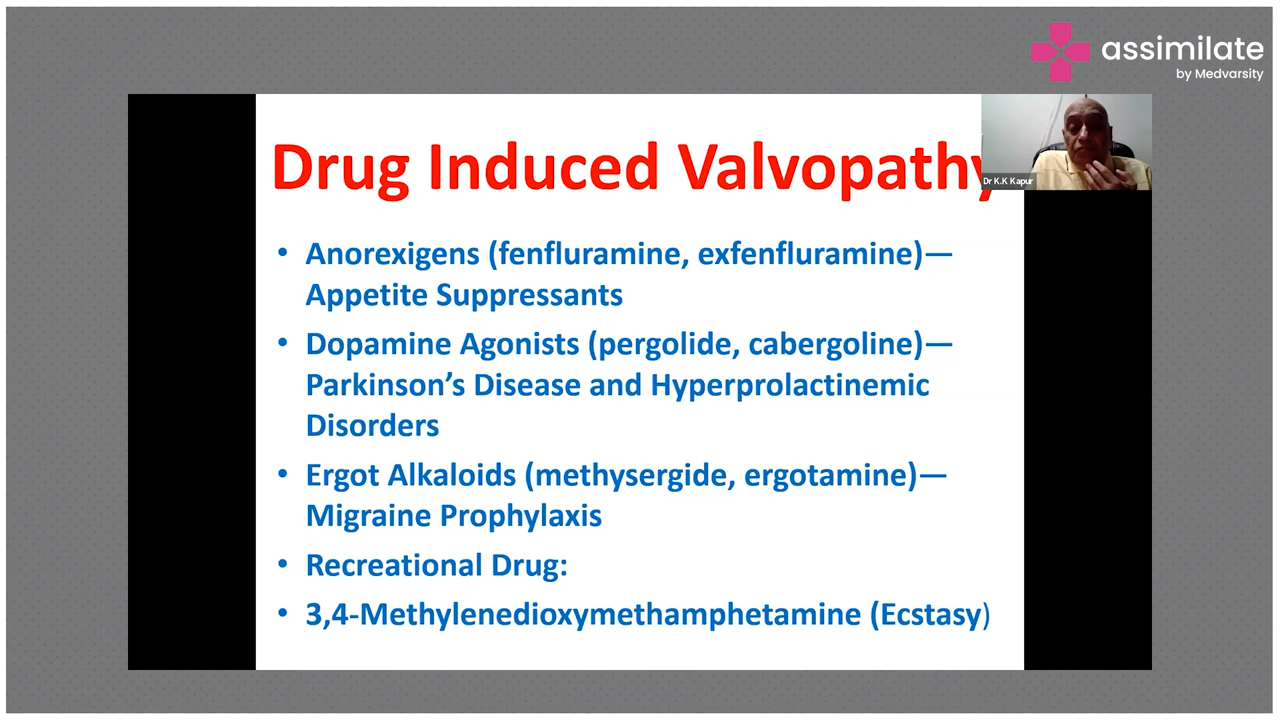 assimilate
by Medvarsity
Drug Induced Valvopathy
Dr K.K Kapur
• Anorexigens (fenfluramine, exfenfluramine)—
Appetite Suppressants
• Dopamine Agonists (pergolide, cabergoline)—
Parkinson’s Disease and Hyperprolactinemic
Disorders
• Ergot Alkaloids (methysergide, ergotamine)—
Migraine Prophylaxis
• Recreational Drug:
• 3,4-Methylenedioxymethamphetamine (Ecstasy)